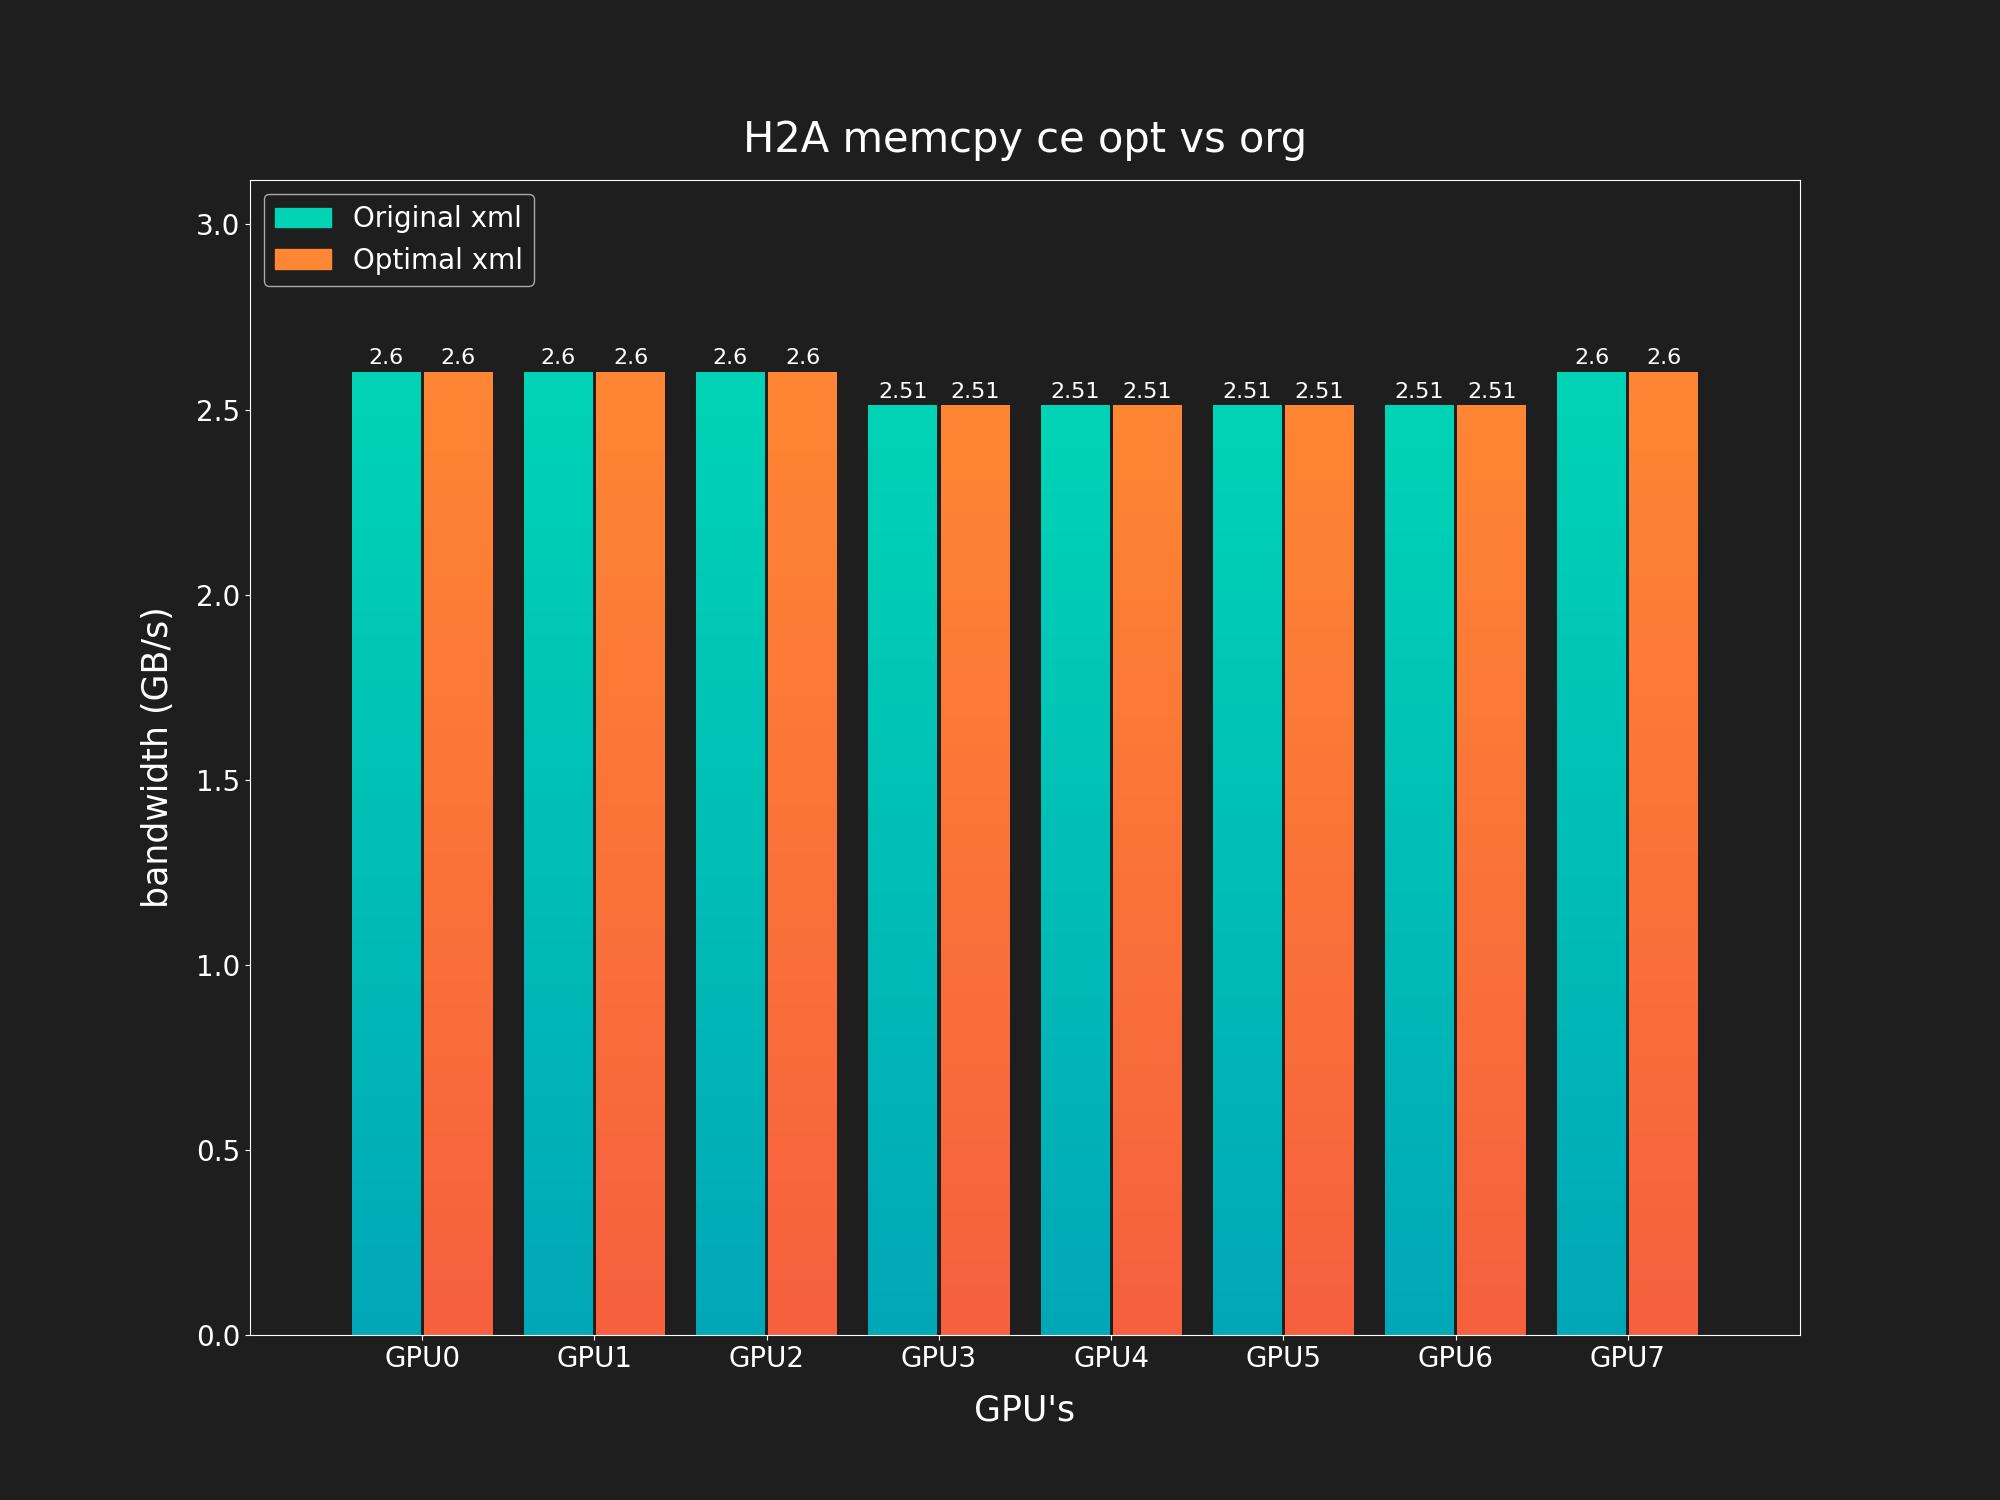 H2A memcpy ce opt vs org
Original xml
Optimal xml
bandwidth (GB/s)
3.0
2.5
2.0
1.5
1.0
0.5
0.0
2.6 2.6 2.6 2.6 2.6 2.6 2.51 2.51 2.51 2.51 2.51 2.51 2.51 2.51 2.6 2.6
GPU0 GPU1 GPU2 GPU3 GPU4 GPU5 GPU6 GPU7
GPU's